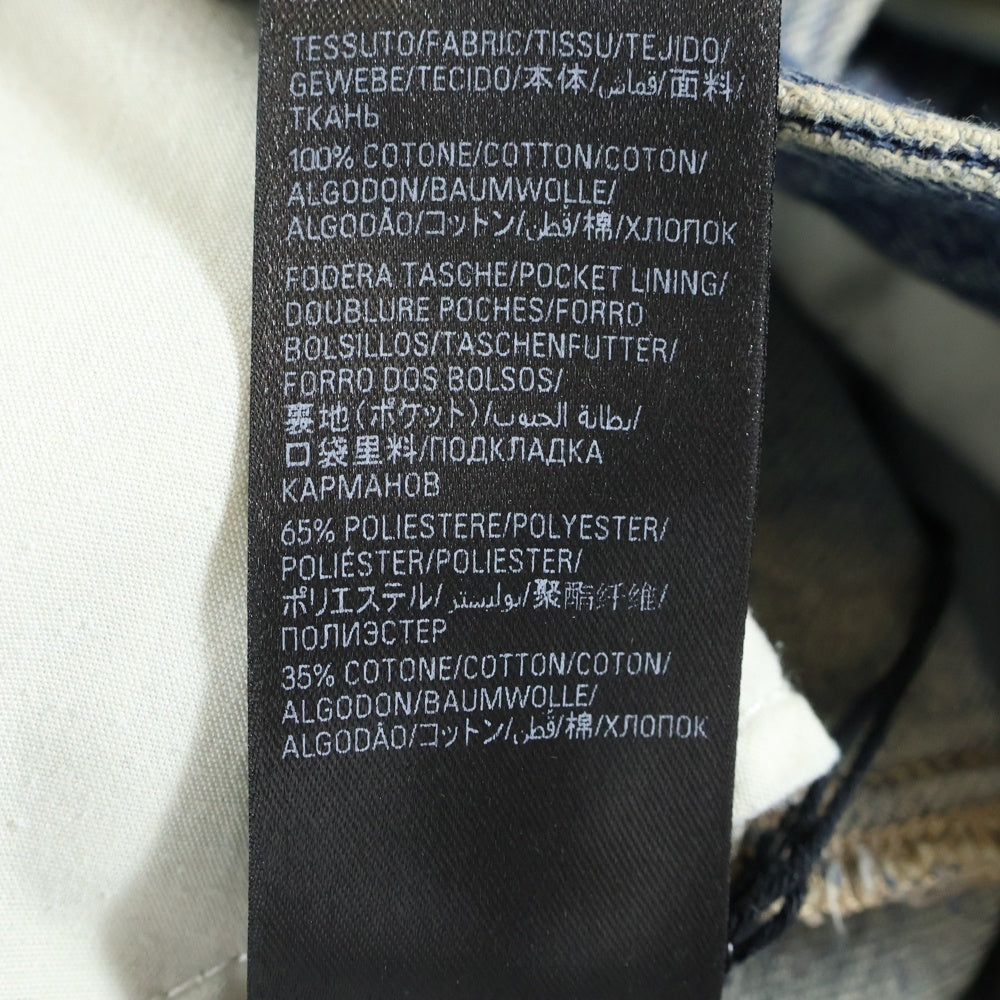 TESSUTO/FABRIC/TISSU/TEJIDO/
GEWEBE/TECIDO/本体/قماش/面料/
ТКАНЬ
100% COTONE/COTTON/COTON/
ALGODON/BAUMWOLLE/
ALGODÃO/コットン/قطن/棉/ХЛОПОК
FODERA TASCHE/POCKET LINING/
DOUBLURE POCHES/FORRO
BOLSILLOS/TASCHENFUTTER/
FORRO DOS BOLSOS/
裏地(ポケット)/بطانة الجيوب/
口袋里料/ПОДКЛАДКА
КАРМАНОВ
65% POLIESTERE/POLYESTER/
POLIÉSTER/POLIESTER/
ポリエステル/بوليستر/聚酯纤维/
ПОЛИЭСТЕР
35% COTONE/COTTON/COTON/
ALGODON/BAUMWOLLE/
ALGODÃO/コットン/قطن/棉/ХЛОПОК